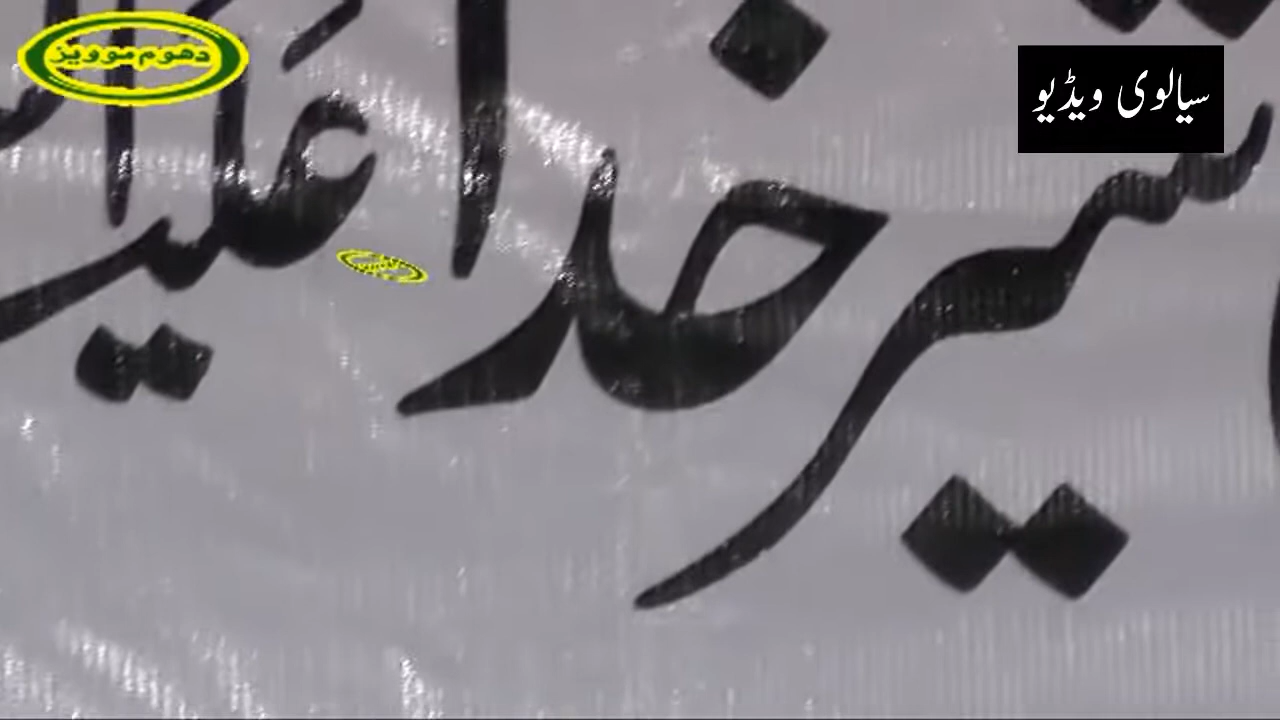 دھوم موویز
سیالوی ویڈیو
شیر خدا علیہ